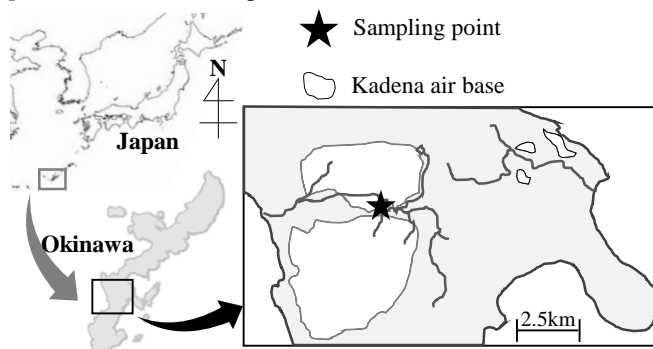 Sampling point
N
Kadena air base
Japan
Okinawa
2.5km